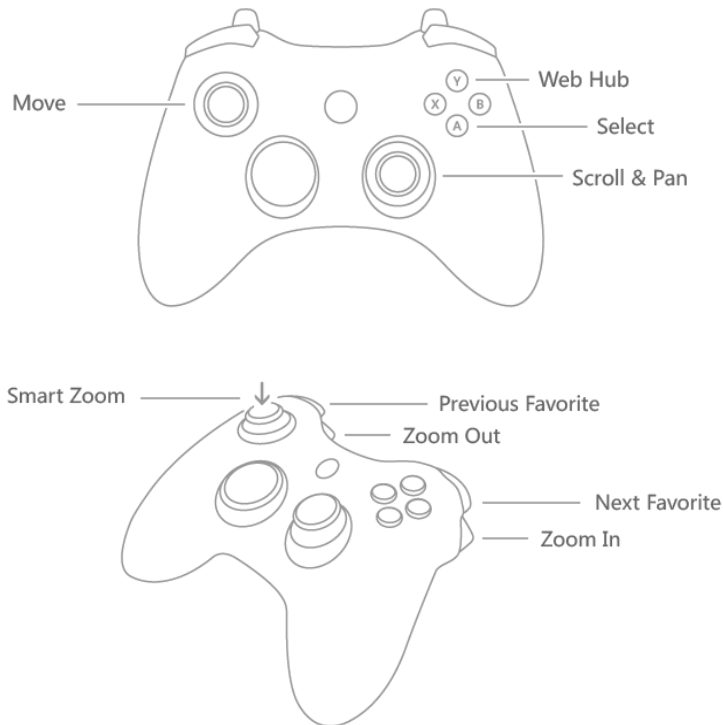 Y
Web Hub
Move
X
B
A
Select
Scroll & Pan
Smart Zoom
Previous Favorite
Zoom Out
Next Favorite
Zoom In